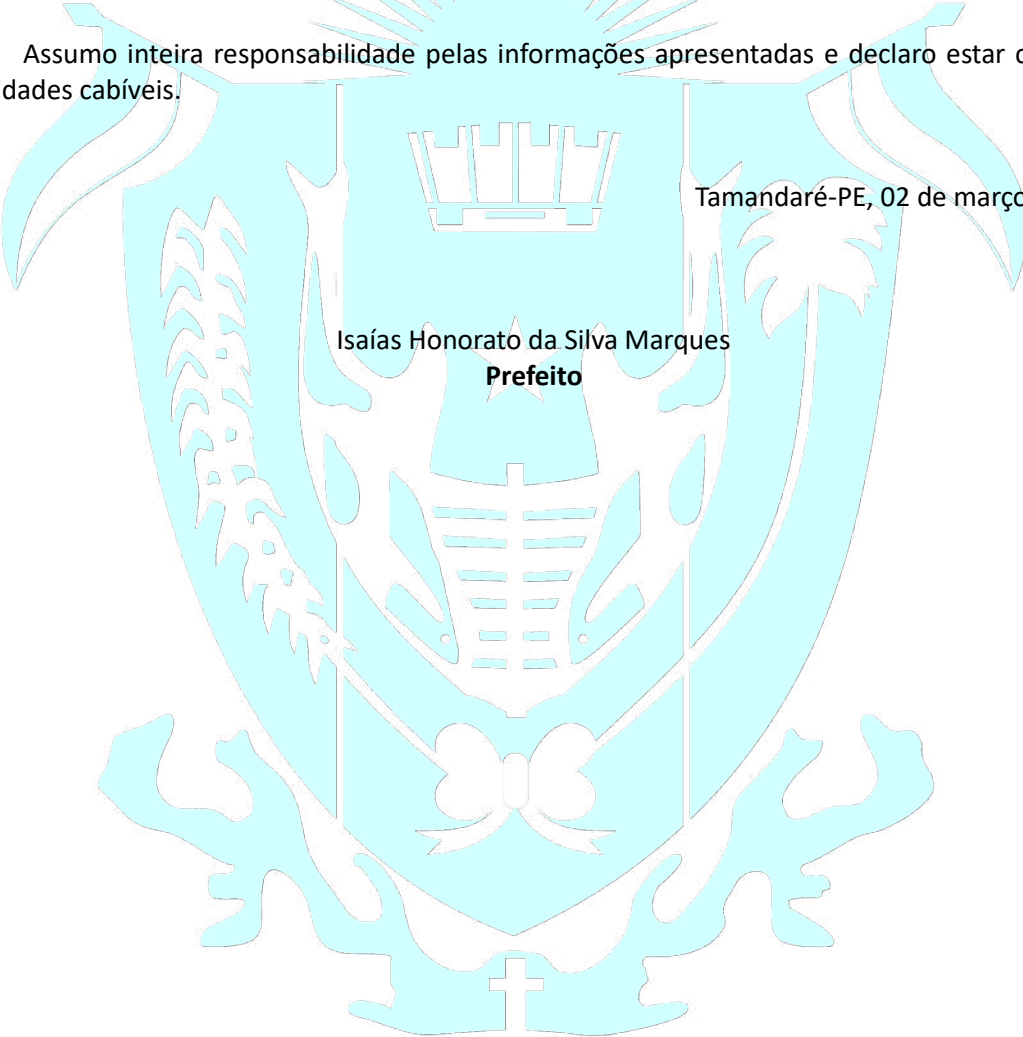 Assumo inteira responsabilidade pelas informações apresentadas e declaro estar
dades cabíveis.
Tamandaré-PE, 02 de março
Isaías Honorato da Silva Marques
Prefeito